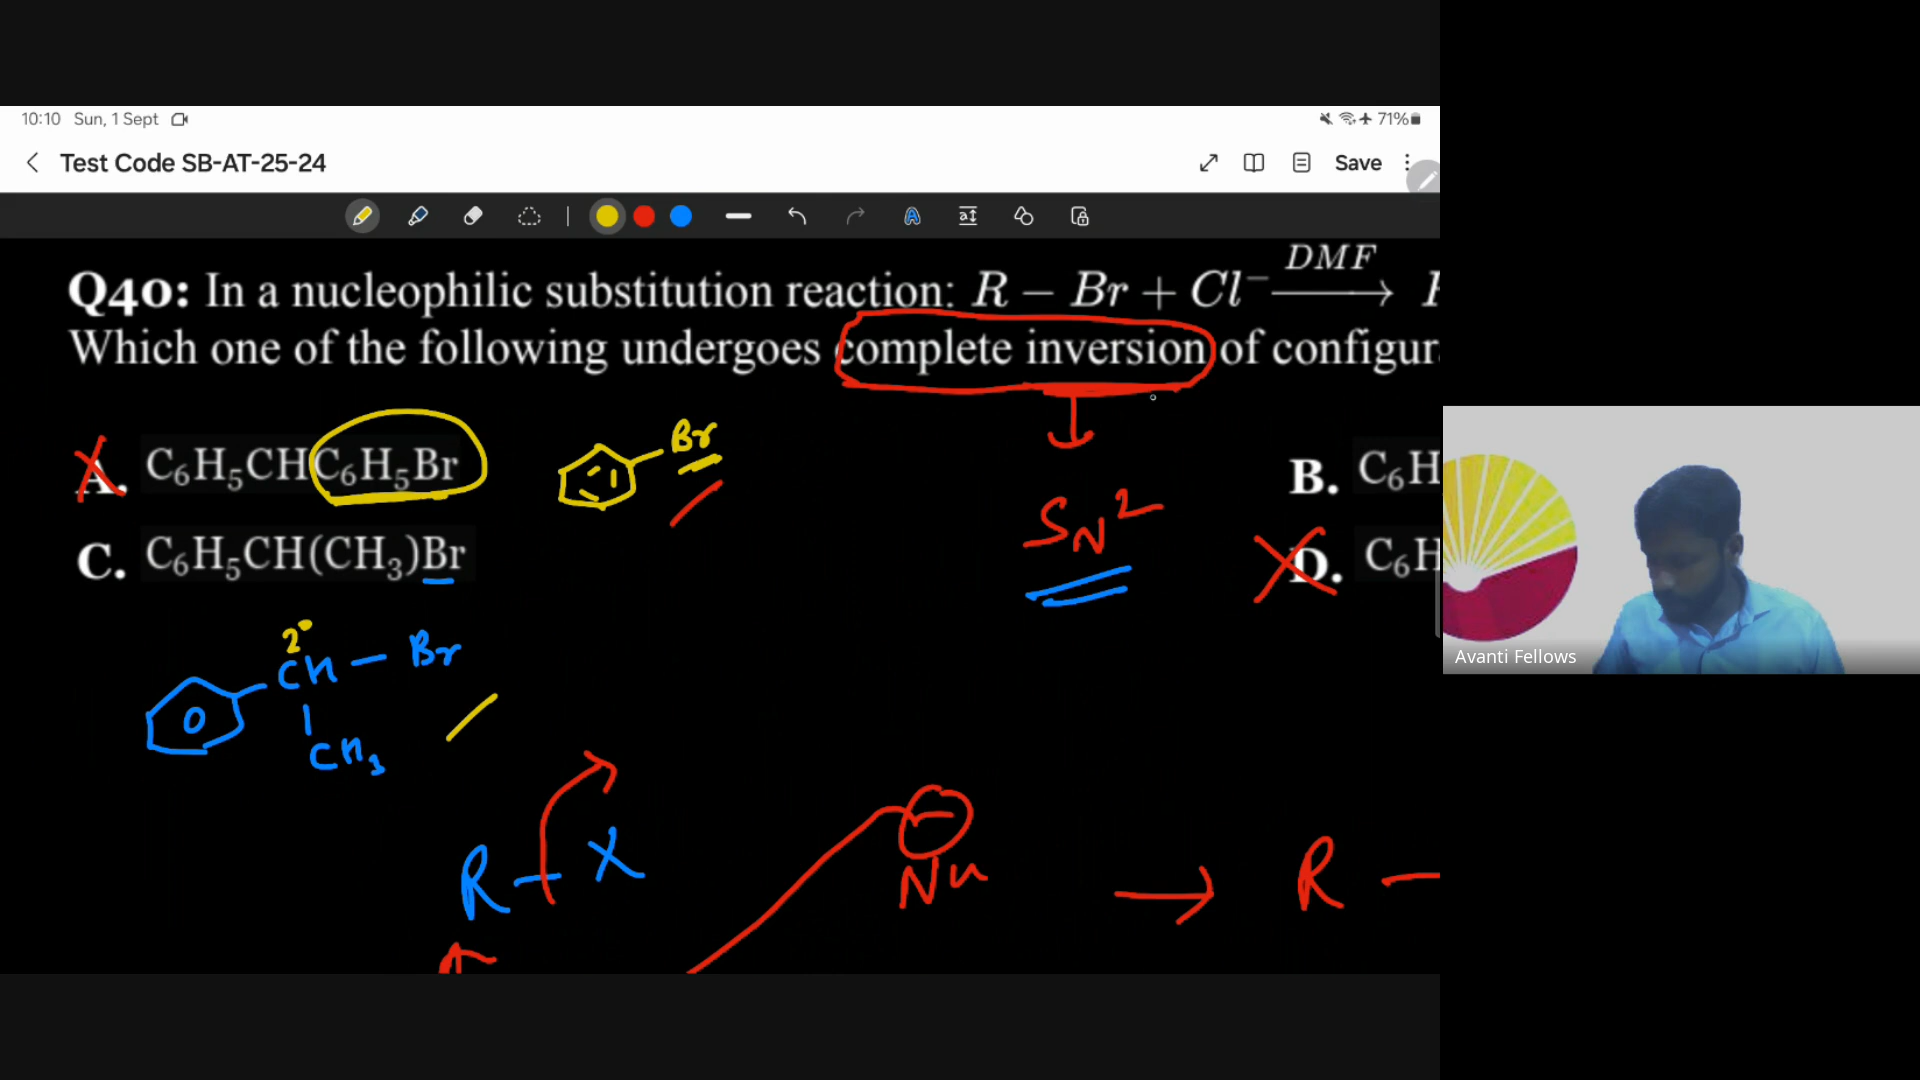 10:10 Sun, 1 Sept 71%
Test Code SB-AT-25-24 Save
Q40: In a nucleophilic substitution reaction: R − Br + Cl⁻ DMF→
Which one of the following undergoes complete inversion of configur
A. C₆H₅CHC₆H₅Br Br B. C₆H
SN²
C. C₆H₅CH(CH₃)Br D. C₆H
2°
CH − Br
CH₃
R − X Nu → R −
Avanti Fellows